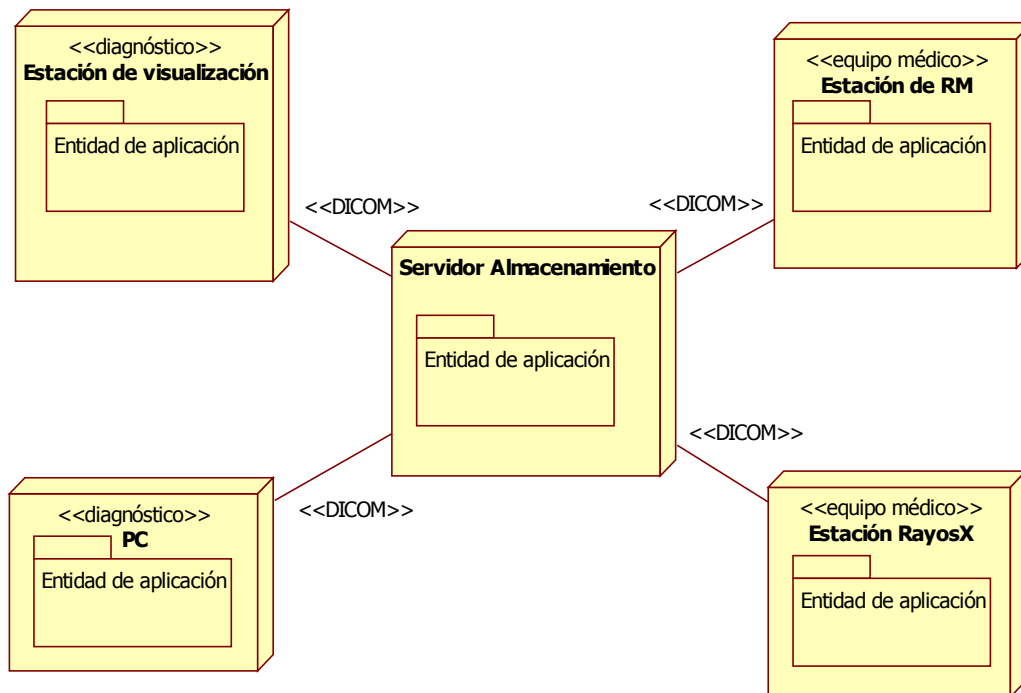 <<diagnóstico>>
Estación de visualización
Entidad de aplicación
<<equipo médico>>
Estación de RM
Entidad de aplicación
<<DICOM>>
<<DICOM>>
Servidor Almacenamiento
Entidad de aplicación
<<DICOM>>
<<DICOM>>
<<diagnóstico>>
PC
Entidad de aplicación
<<equipo médico>>
Estación RayosX
Entidad de aplicación